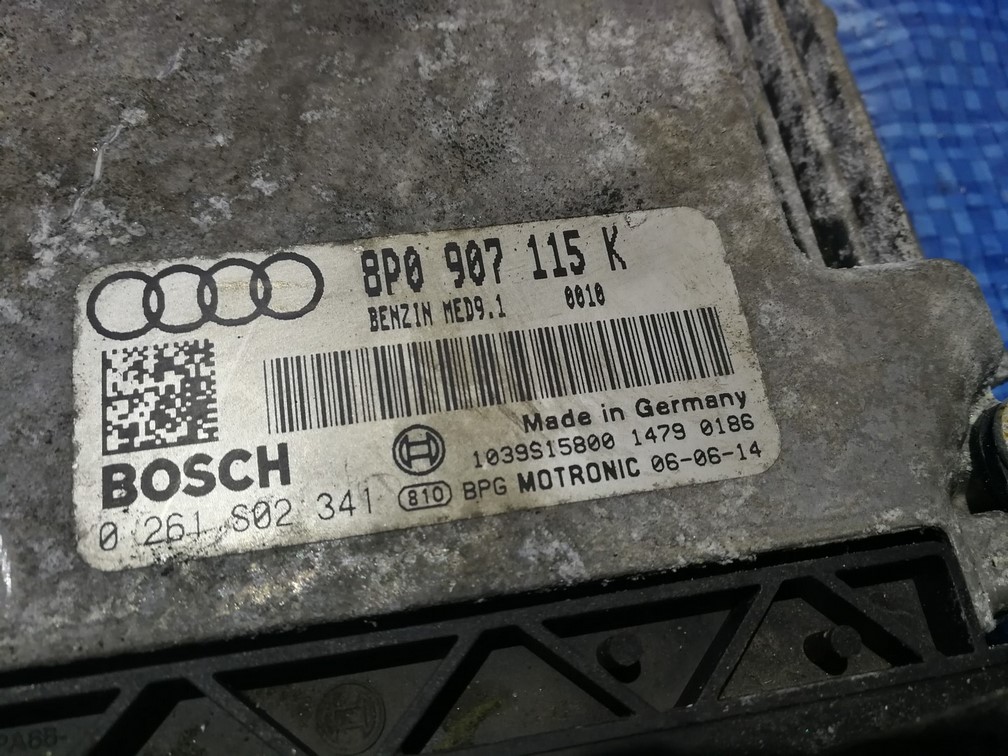 8P0 907 115 K
BENZIN MED9.1 0010
Made in Germany
1039S15800 1479 0186
BOSCH
0 261 S02 341 810 BPG MOTRONIC 06-06-14